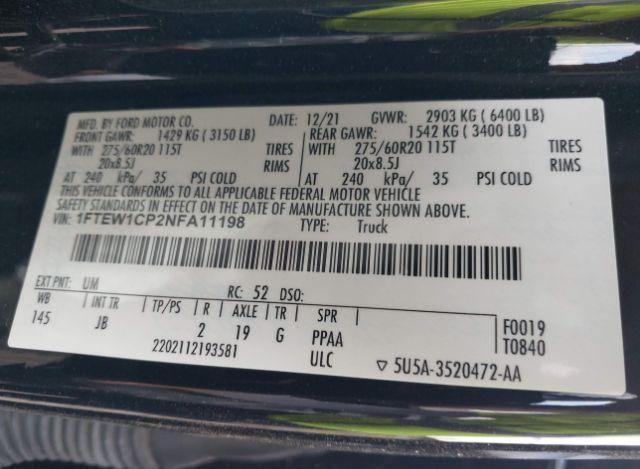 MFD. BY FORD MOTOR CO. DATE: 12/21 GVWR: 2903 KG ( 6400 LB)
FRONT GAWR: 1429 KG ( 3150 LB) REAR GAWR: 1542 KG ( 3400 LB)
WITH 275/60R20 115T TIRES WITH 275/60R20 115T TIRES
20x8.5J RIMS 20x8.5J RIMS
AT 240 kPa/ 35 PSI COLD AT 240 kPa/ 35 PSI COLD
THIS VEHICLE CONFORMS TO ALL APPLICABLE FEDERAL MOTOR VEHICLE
SAFETY STANDARDS IN EFFECT ON THE DATE OF MANUFACTURE SHOWN ABOVE.
VIN: 1FTEW1CP2NFA11198 TYPE: Truck
EXT PNT: UM RC: 52 DSO:
WB INT TR TP/PS R AXLE TR SPR
145 JB 2 19 G PPAA F0019
2202112193581 ULC T0840
▽ 5U5A-3520472-AA